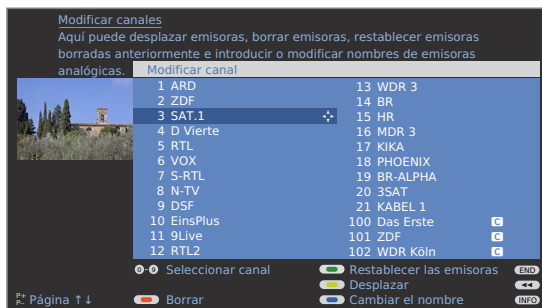 Modificar canales
Aquí puede desplazar emisoras, borrar emisoras, restablecer emisoras
borradas anteriormente e introducir o modificar nombres de emisoras
analógicas.
Modificar canal
1 ARD
2 ZDF
3 SAT.1
4 D Vierte
5 RTL
6 VOX
7 S-RTL
8 N-TV
9 DSF
10 EinsPlus
11 9Live
12 RTL2
13 WDR 3
14 BR
15 HR
16 MDR 3
17 KIKA
18 PHOENIX
19 BR-ALPHA
20 3SAT
21 KABEL 1
100 Das Erste C
101 ZDF C
102 WDR Köln C
0-9 Seleccionar canal
Restablecer las emisoras END
Desplazar
P+
P- Página ↑↓
Borrar
Cambiar el nombre INFO